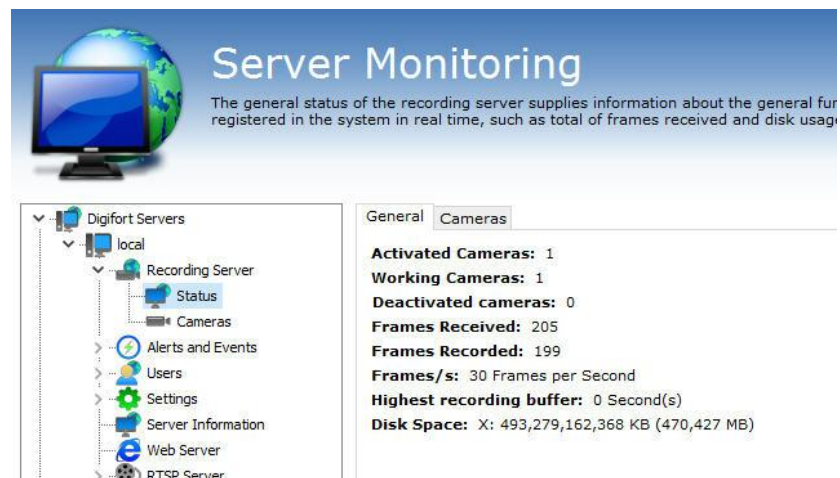 Server Monitoring
The general status of the recording server supplies information about the general fur
registered in the system in real time, such as total of frames received and disk usage
Digifort Servers
local
Recording Server
Status
Cameras
Alerts and Events
Users
Settings
Server Information
Web Server
RTSP Server
General Cameras
Activated Cameras: 1
Working Cameras: 1
Deactivated cameras: 0
Frames Received: 205
Frames Recorded: 199
Frames/s: 30 Frames per Second
Highest recording buffer: 0 Second(s)
Disk Space: X: 493,279,162,368 KB (470,427 MB)